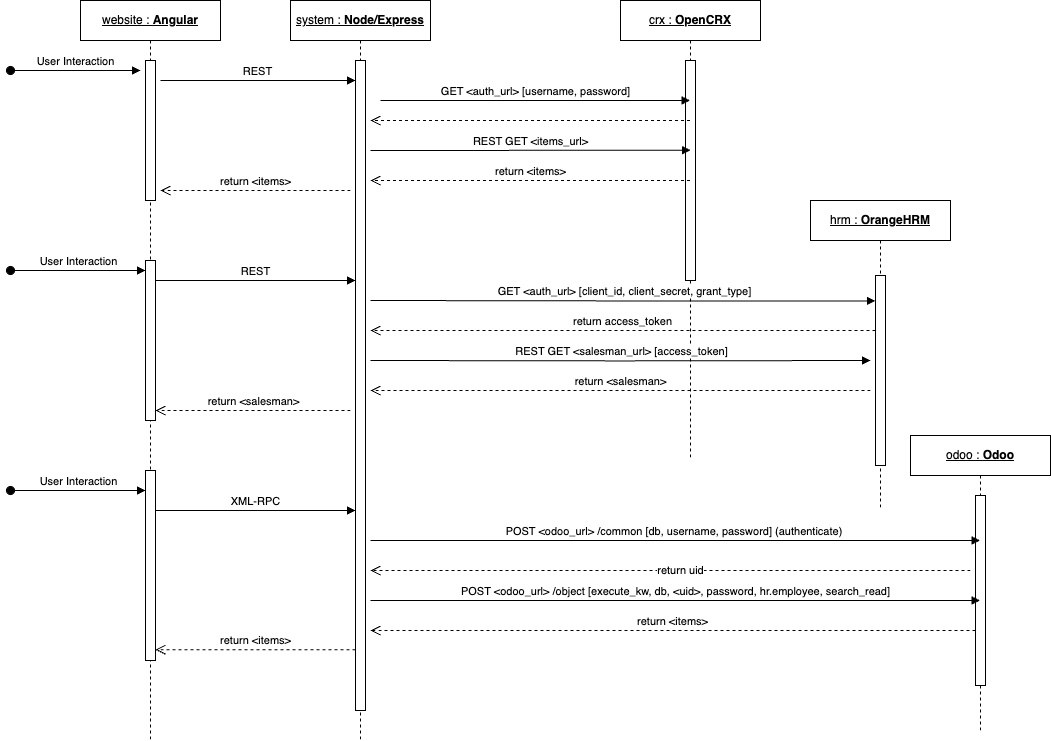 website : Angular
system : Node/Express
crx : OpenCRX
User Interaction
REST
GET <auth_url> [username, password]
REST GET <items_url>
return <items>
return <items>
hrm : OrangeHRM
User Interaction
REST
GET <auth_url> [client_id, client_secret, grant_type]
return access_token
REST GET <salesman_url> [access_token]
return <salesman>
return <salesman>
odoo : Odoo
User Interaction
XML-RPC
POST <odoo_url> /common [db, username, password] (authenticate)
return uid
POST <odoo_url> /object [execute_kw, db, <uid>, password, hr.employee, search_read]
return <items>
return <items>